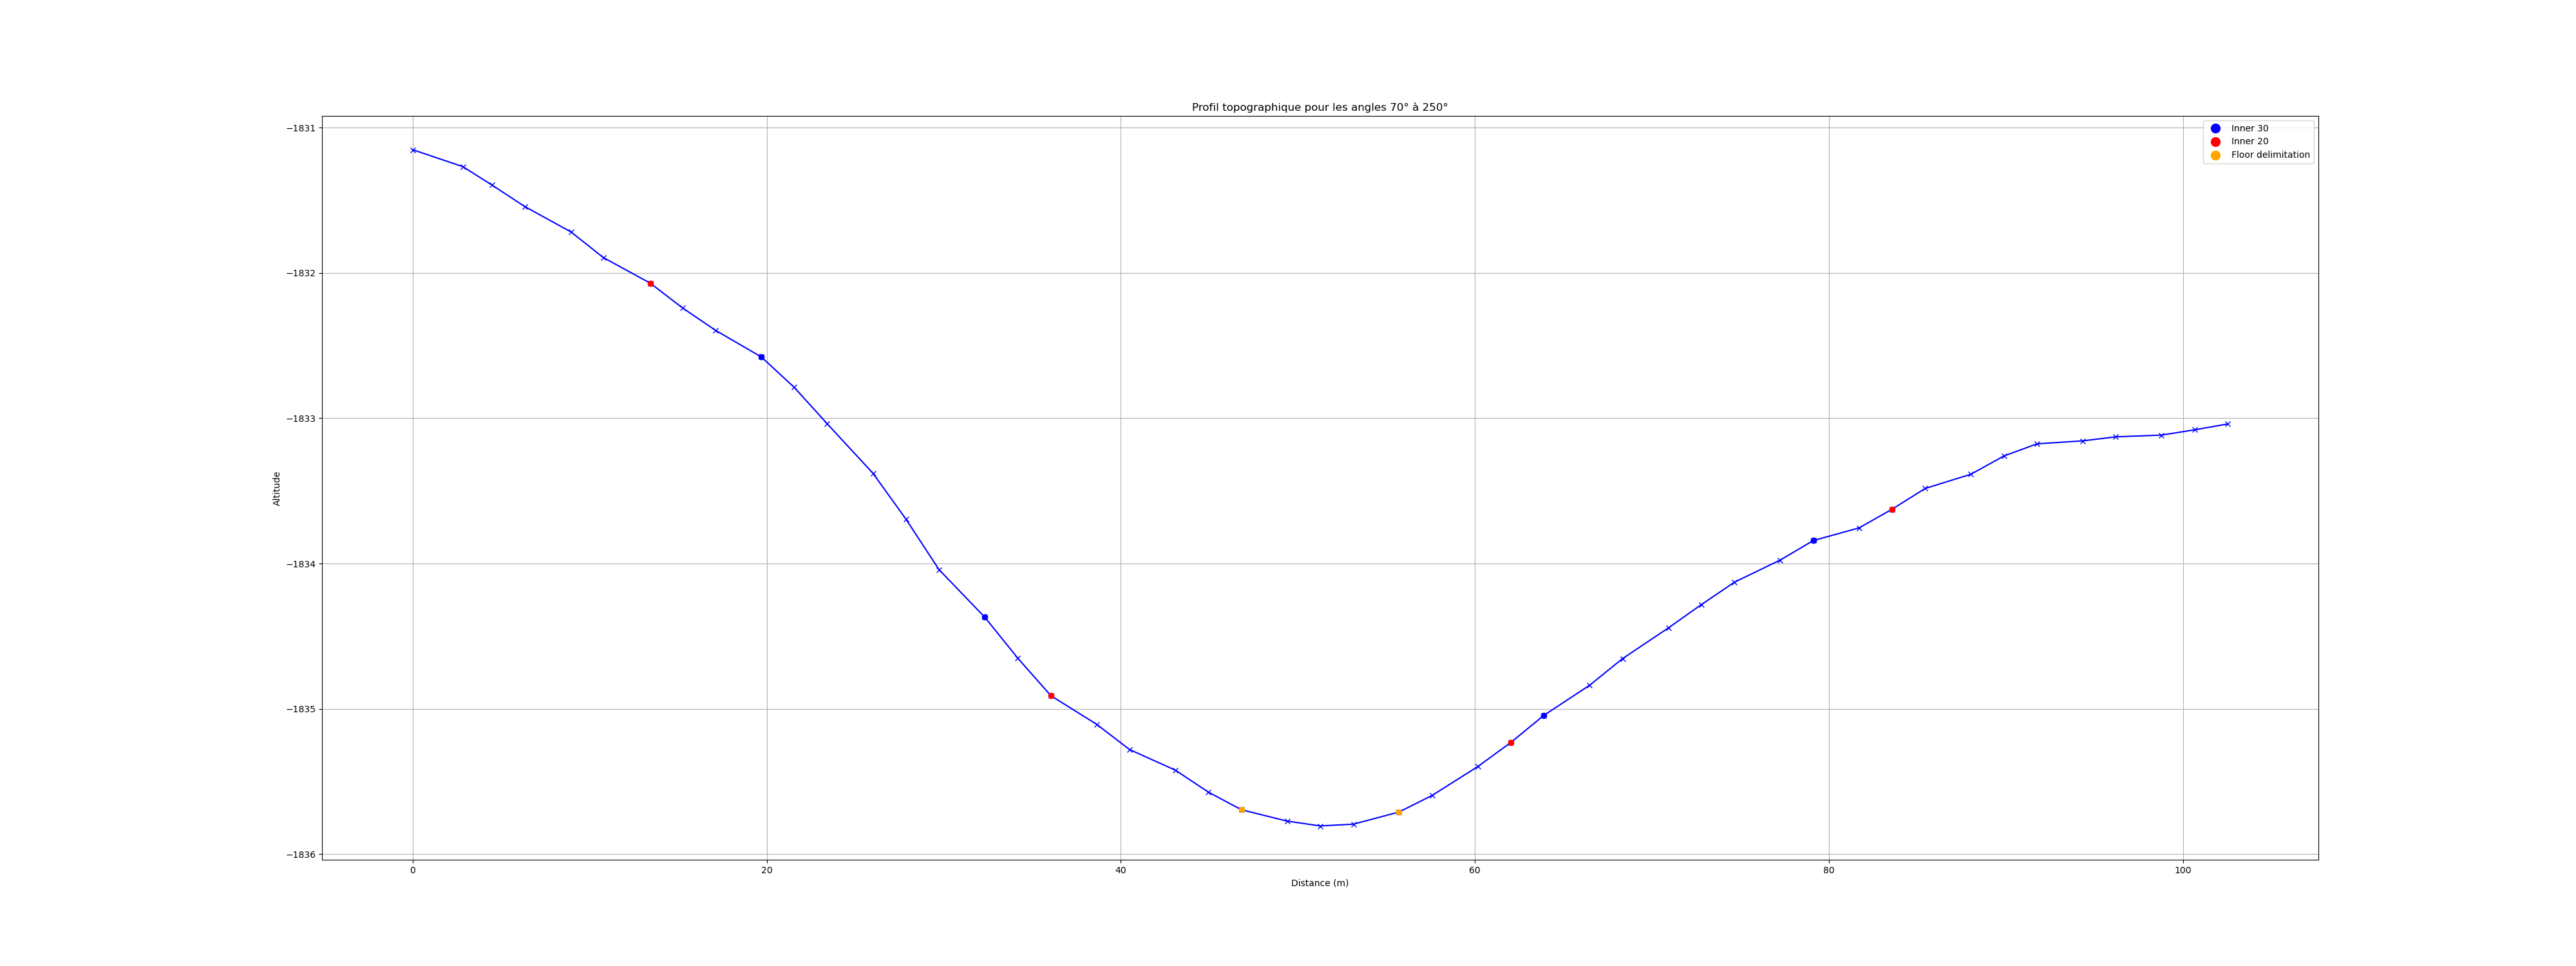 Profil topographique pour les angles 70° à 250°
Inner 30
Inner 20
Floor delimitation
−1831
−1832
−1833
−1834
−1835
−1836
Altitude
0 20 40 60 80 100
Distance (m)